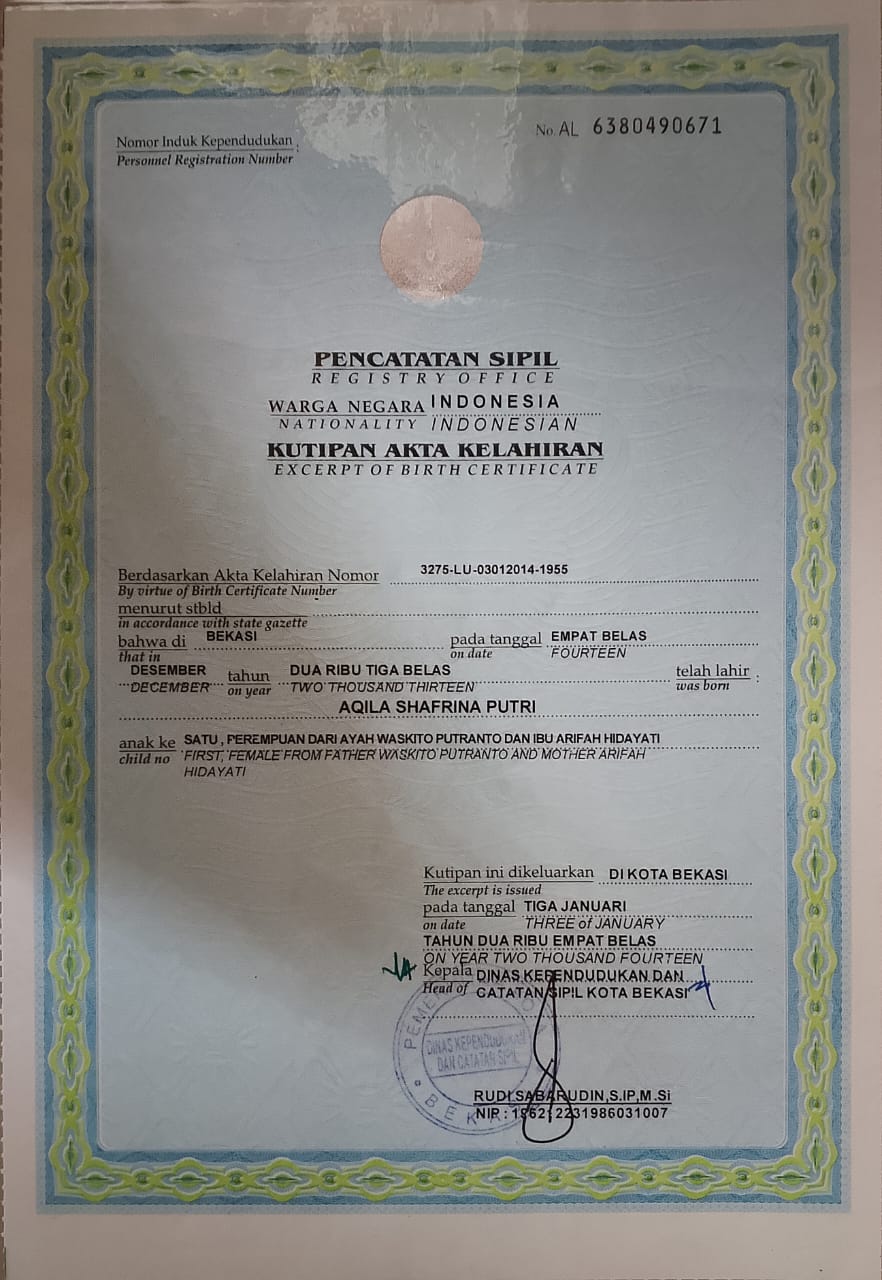 No. AL 6380490671
Nomor Induk Kependudukan :
Personnel Registration Number
PENCATATAN SIPIL
REGISTRY OFFICE
WARGA NEGARA INDONESIA
NATIONALITY INDONESIAN
KUTIPAN AKTA KELAHIRAN
EXCERPT OF BIRTH CERTIFICATE
Berdasarkan Akta Kelahiran Nomor 3275-LU-03012014-1955
By virtue of Birth Certificate Number
menurut stbld
in accordance with state gazette
bahwa di BEKASI pada tanggal EMPAT BELAS
that in on date FOURTEEN
DESEMBER tahun DUA RIBU TIGA BELAS telah lahir :
DECEMBER on year TWO THOUSAND THIRTEEN was born
AQILA SHAFRINA PUTRI
anak ke SATU , PEREMPUAN DARI AYAH WASKITO PUTRANTO DAN IBU ARIFAH HIDAYATI
child no FIRST, FEMALE FROM FATHER WASKITO PUTRANTO AND MOTHER ARIFAH
HIDAYATI
Kutipan ini dikeluarkan DI KOTA BEKASI
The excerpt is issued
pada tanggal TIGA JANUARI
on date THREE of JANUARY
TAHUN DUA RIBU EMPAT BELAS
ON YEAR TWO THOUSAND FOURTEEN
Kepala DINAS KEPENDUDUKAN DAN
Head of CATATAN SIPIL KOTA BEKASI
DINAS KEPENDUDUKAN
DAN CATATAN SIPIL
RUDI SABARUDIN,S.IP,M.Si
NIP :